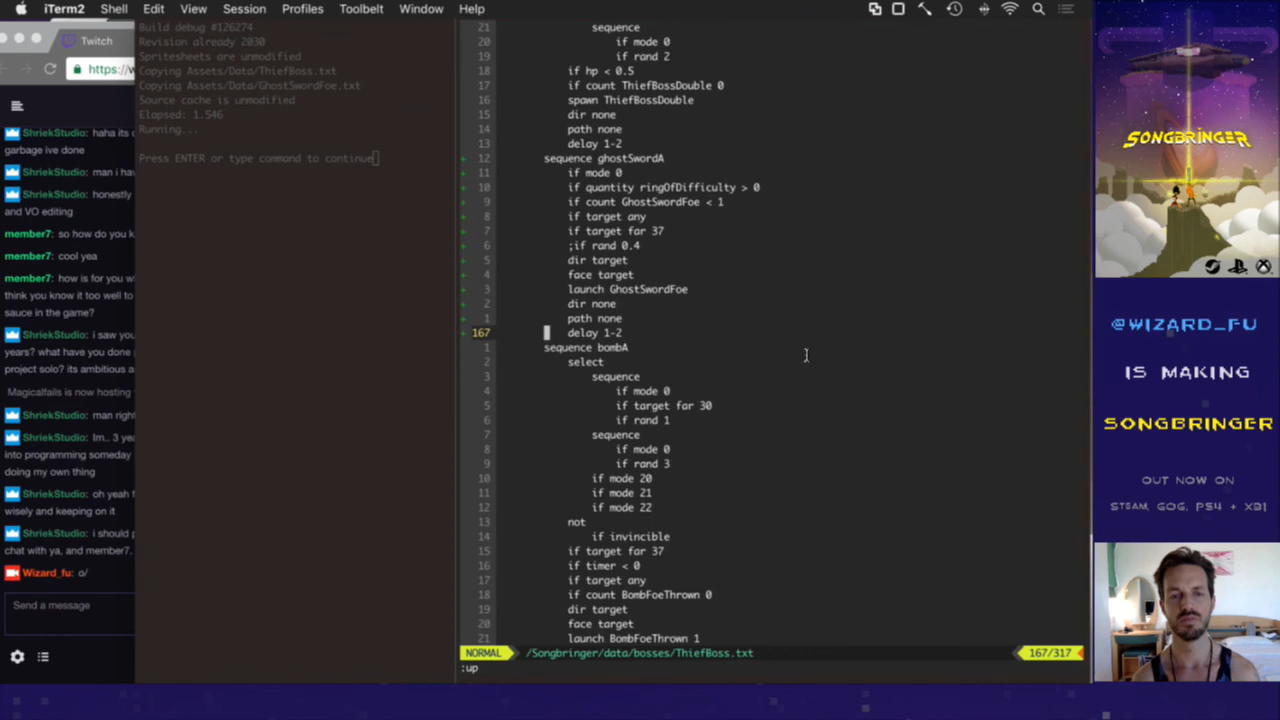 iTerm2 Shell Edit View Session Profiles Toolbelt Window Help
Twitch
https://w
ShriekStudio: haha its
garbage ive done
ShriekStudio: man i ha
ShriekStudio: honestly
and VO editing
member7: so how do you k
member7: cool yea
member7: how is for you w
think you know it too well to
sauce in the game?
ShriekStudio: i saw you
years? what have you done
project solo? its ambitious a
Magicalfails is now hosting
ShriekStudio: man right
ShriekStudio: Im.. 3 yea
into programming someday
doing my own thing
ShriekStudio: oh yeah f
wisely and keeping on it
ShriekStudio: i should p
chat with ya, and member7.
Wizard_fu: o/
Send a message
Build debug #126274
Revision already 2030
Spritesheets are unmodified
Copying Assets/Data/ThiefBoss.txt
Copying Assets/Data/GhostSwordFoe.txt
Source cache is unmodified
Elapsed: 1.546
Running...
Press ENTER or type command to continue
21 sequence
20 if mode 0
19 if rand 2
18 if hp < 0.5
17 if count ThiefBossDouble 0
16 spawn ThiefBossDouble
15 dir none
14 path none
13 delay 1-2
+ 12 sequence ghostSwordA
+ 11 if mode 0
+ 10 if quantity ringOfDifficulty > 0
+ 9 if count GhostSwordFoe < 1
+ 8 if target any
+ 7 if target far 37
+ 6 ;if rand 0.4
+ 5 dir target
+ 4 face target
+ 3 launch GhostSwordFoe
+ 2 dir none
+ 1 path none
+ 167 delay 1-2
1 sequence bombA
2 select
3 sequence
4 if mode 0
5 if target far 30
6 if rand 1
7 sequence
8 if mode 0
9 if rand 3
10 if mode 20
11 if mode 21
12 if mode 22
13 not
14 if invincible
15 if target far 37
16 if timer < 0
17 if target any
18 if count BombFoeThrown 0
19 dir target
20 face target
21 launch BombFoeThrown 1
NORMAL /Songbringer/data/bosses/ThiefBoss.txt 167/317
:up
SONGBRINGER
@WIZARD_FU
IS MAKING
SONGBRINGER
OUT NOW ON
STEAM, GOG, PS4 + XB1